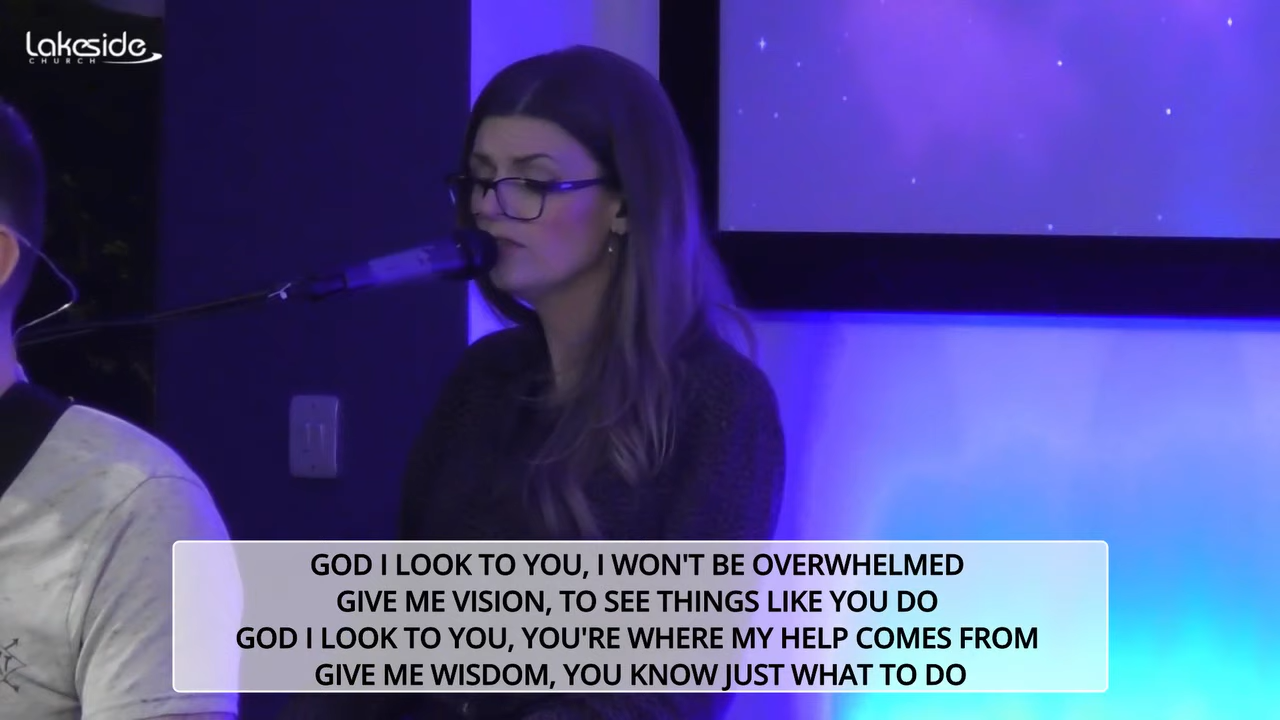 Lakeside
CHURCH
GOD I LOOK TO YOU, I WON'T BE OVERWHELMED
GIVE ME VISION, TO SEE THINGS LIKE YOU DO
GOD I LOOK TO YOU, YOU'RE WHERE MY HELP COMES FROM
GIVE ME WISDOM, YOU KNOW JUST WHAT TO DO